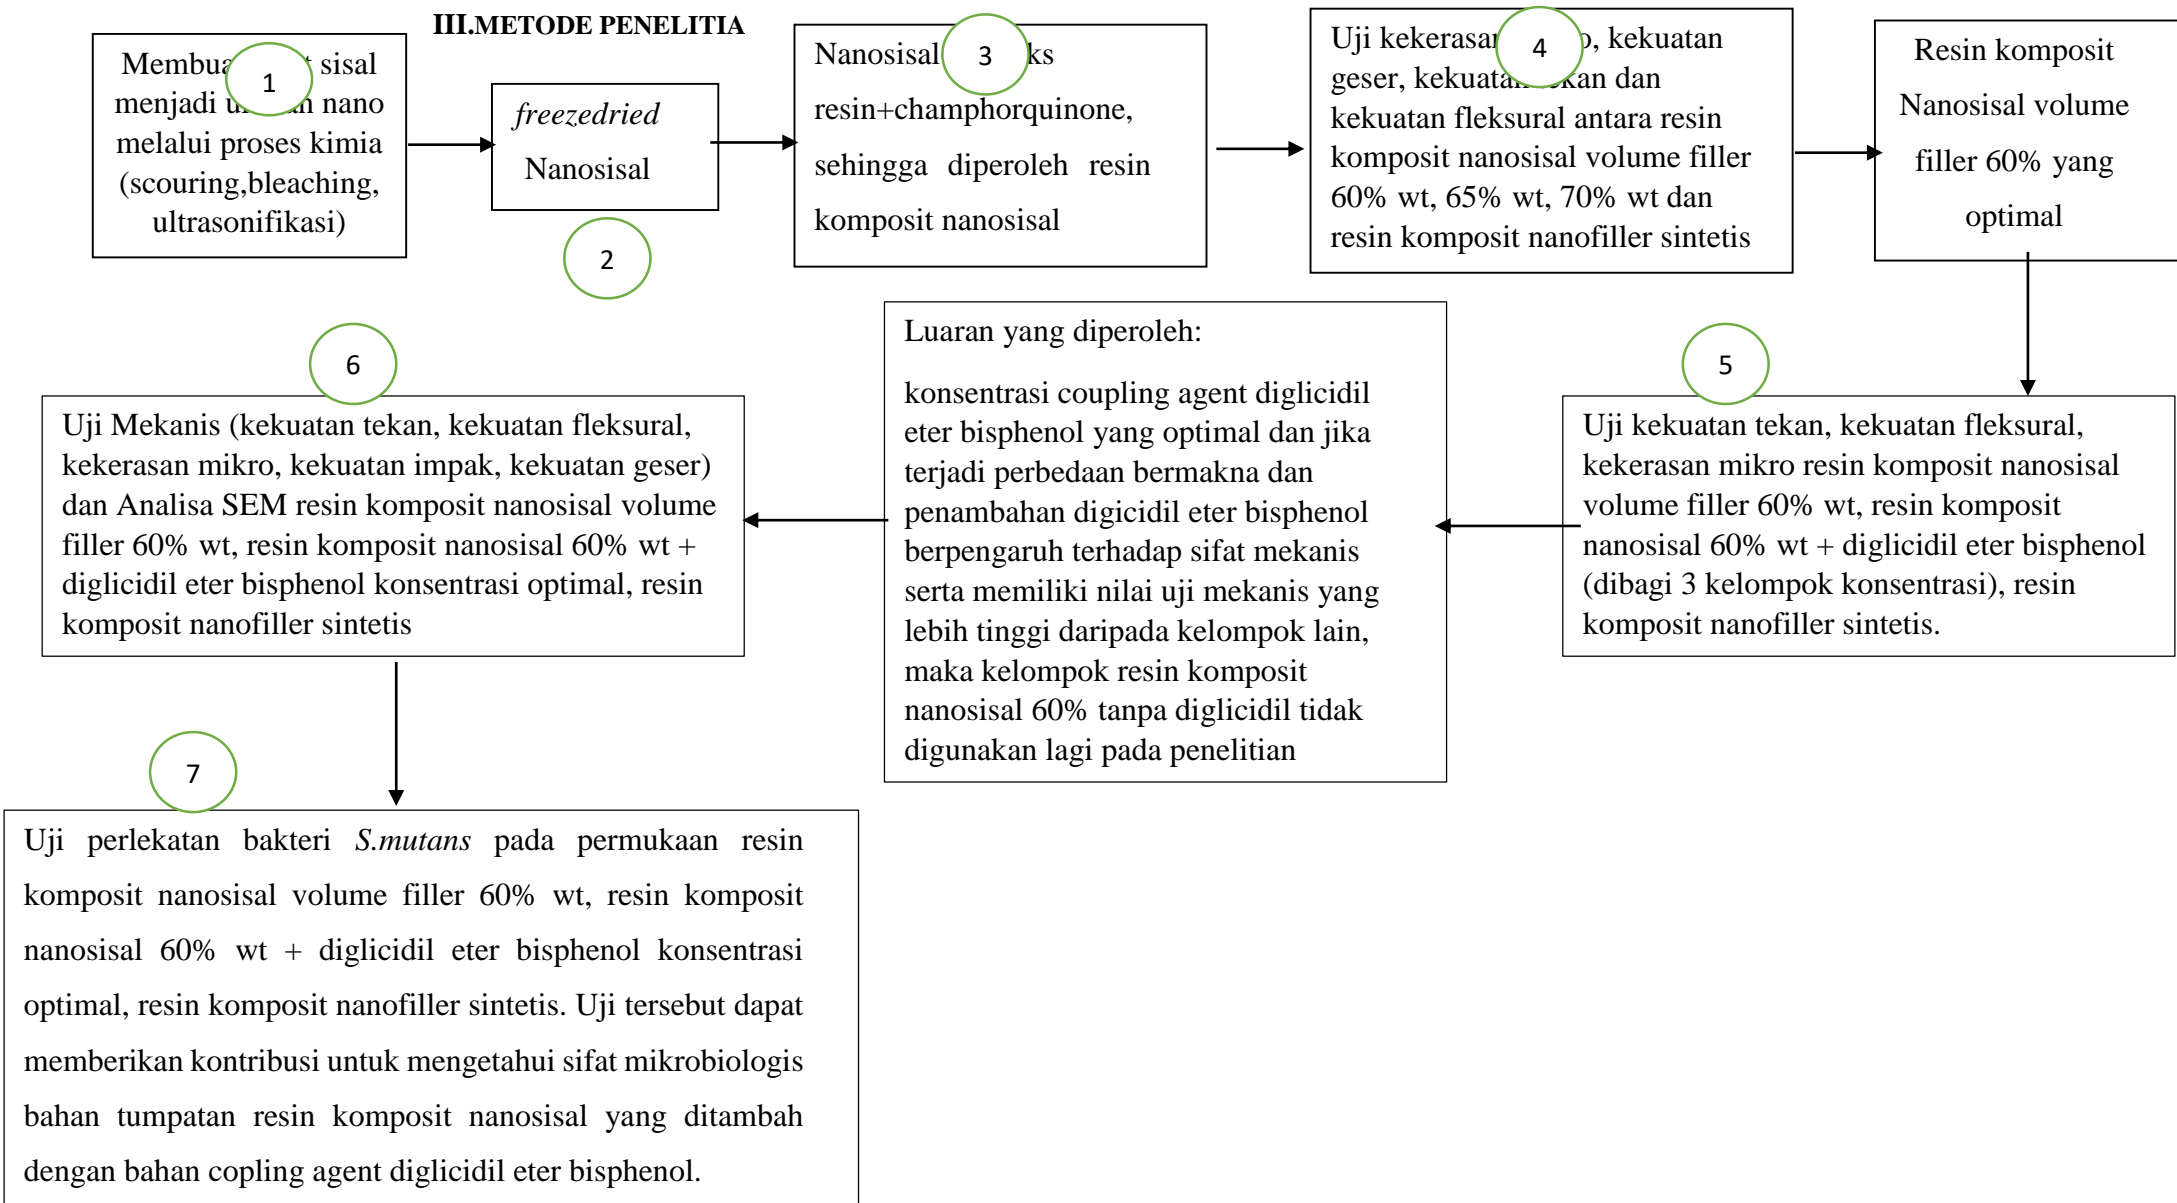 III.METODE PENELITIA
1
sisal
menjadi nano
melalui proses kimia
(scouring,bleaching,
ultrasonifikasi)
freezedried
Nanosisal
2
3
Nanosisal
resin+champhorquinone,
sehingga diperoleh resin
komposit nanosisal
4
Uji kekerasan kekuatan
geser, kekuatan dan
kekuatan fleksural antara resin
komposit nanosisal volume filler
60% wt, 65% wt, 70% wt dan
resin komposit nanofiller sintetis
Resin komposit
Nanosisal volume
filler 60% yang
optimal
5
Uji kekuatan tekan, kekuatan fleksural,
kekerasan mikro resin komposit nanosisal
volume filler 60% wt, resin komposit
nanosisal 60% wt + diglicidil eter bisphenol
(dibagi 3 kelompok konsentrasi), resin
komposit nanofiller sintetis.
Luaran yang diperoleh:
konsentrasi coupling agent diglicidil
eter bisphenol yang optimal dan jika
terjadi perbedaan bermakna dan
penambahan digicidil eter bisphenol
berpengaruh terhadap sifat mekanis
serta memiliki nilai uji mekanis yang
lebih tinggi daripada kelompok lain,
maka kelompok resin komposit
nanosisal 60% tanpa diglicidil tidak
digunakan lagi pada penelitian
6
Uji Mekanis (kekuatan tekan, kekuatan fleksural,
kekerasan mikro, kekuatan impak, kekuatan geser)
dan Analisa SEM resin komposit nanosisal volume
filler 60% wt, resin komposit nanosisal 60% wt +
diglicidil eter bisphenol konsentrasi optimal, resin
komposit nanofiller sintetis
7
Uji perlekatan bakteri S.mutans pada permukaan resin
komposit nanosisal volume filler 60% wt, resin komposit
nanosisal 60% wt + diglicidil eter bisphenol konsentrasi
optimal, resin komposit nanofiller sintetis. Uji tersebut dapat
memberikan kontribusi untuk mengetahui sifat mikrobiologis
bahan tumpatan resin komposit nanosisal yang ditambah
dengan bahan copling agent diglicidil eter bisphenol.